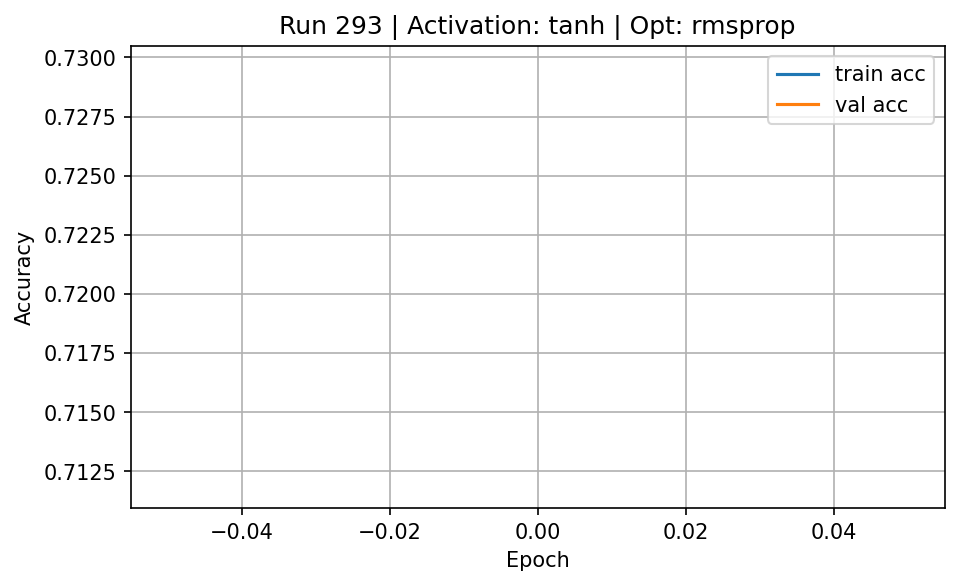 Run 293 | Activation: tanh | Opt: rmsprop
0.7300
0.7275
0.7250
0.7225
0.7200
0.7175
0.7150
0.7125
Accuracy
train acc
val acc
−0.04
−0.02
0.00
0.02
0.04
Epoch